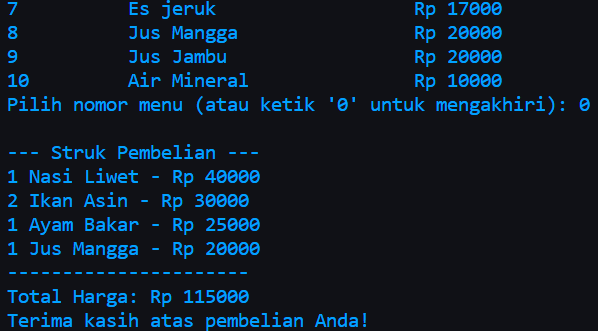 7 Es jeruk Rp 17000
8 Jus Mangga Rp 20000
9 Jus Jambu Rp 20000
10 Air Mineral Rp 10000
Pilih nomor menu (atau ketik '0' untuk mengakhiri): 0
--- Struk Pembelian ---
1 Nasi Liwet - Rp 40000
2 Ikan Asin - Rp 30000
1 Ayam Bakar - Rp 25000
1 Jus Mangga - Rp 20000
----------------------
Total Harga: Rp 115000
Terima kasih atas pembelian Anda!